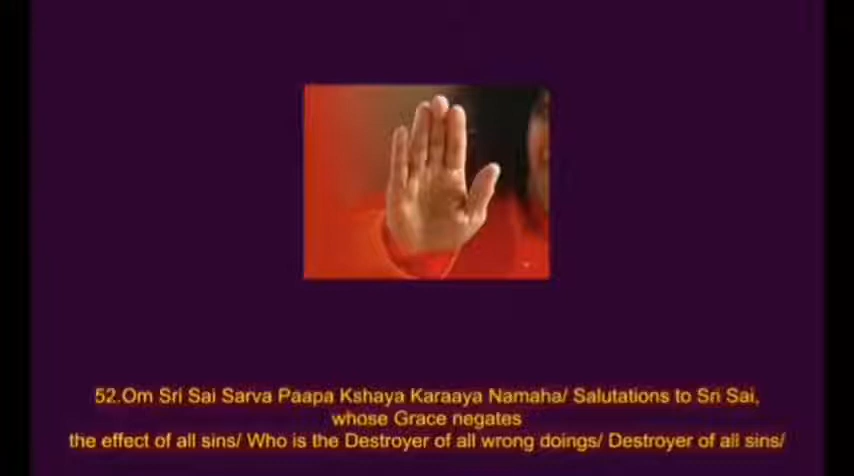 52.Om Sri Sai Sarva Paapa Kshaya Karaaya Namaha/ Salutations to Sri Sai,
whose Grace negates
the effect of all sins/ Who is the Destroyer of all wrong doings/ Destroyer of all sins/